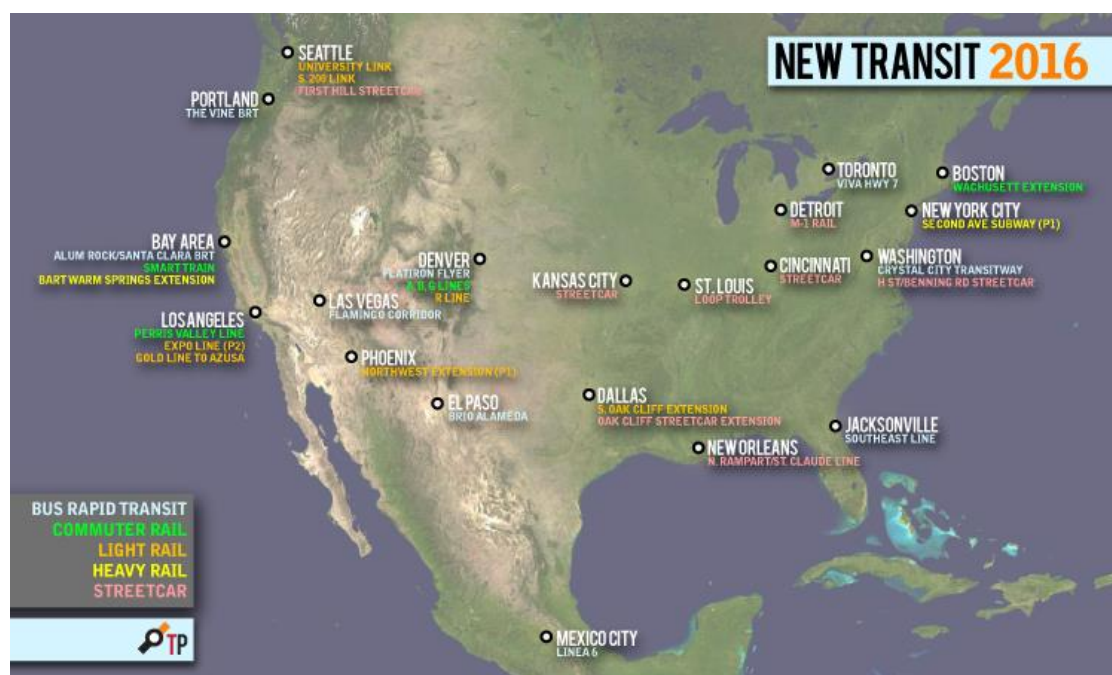 NEW TRANSIT 2016
SEATTLE
UNIVERSITY LINK
S. 200 LINK
FIRST HILL STREETCAR
PORTLAND
THE VINE BRT
TORONTO
VIVA HWY 7
BOSTON
WACHUSETT EXTENSION
DETROIT
M-1 RAIL
NEW YORK CITY
SECOND AVE SUBWAY (P1)
BAY AREA
ALUM ROCK/SANTA CLARA BRT
SMART TRAIN
BART WARM SPRINGS EXTENSION
DENVER
FLATIRON FLYER
A, B, G LINES
R LINE
KANSAS CITY
STREETCAR
ST. LOUIS
LOOP TROLLEY
CINCINNATI
STREETCAR
WASHINGTON
CRYSTAL CITY TRANSITWAY
H ST/BENNING RD STREETCAR
LAS VEGAS
FLAMINGO CORRIDOR
LOS ANGELES
PERRIS VALLEY LINE
EXPO LINE (P2)
GOLD LINE TO AZUSA
PHOENIX
NORTHWEST EXTENSION (P1)
EL PASO
BRIO ALAMEDA
DALLAS
S. OAK CLIFF EXTENSION
OAK CLIFF STREETCAR EXTENSION
JACKSONVILLE
SOUTHEAST LINE
NEW ORLEANS
N. RAMPART/ST. CLAUDE LINE
BUS RAPID TRANSIT
COMMUTER RAIL
LIGHT RAIL
HEAVY RAIL
STREETCAR
TP
MEXICO CITY
LINEA 6